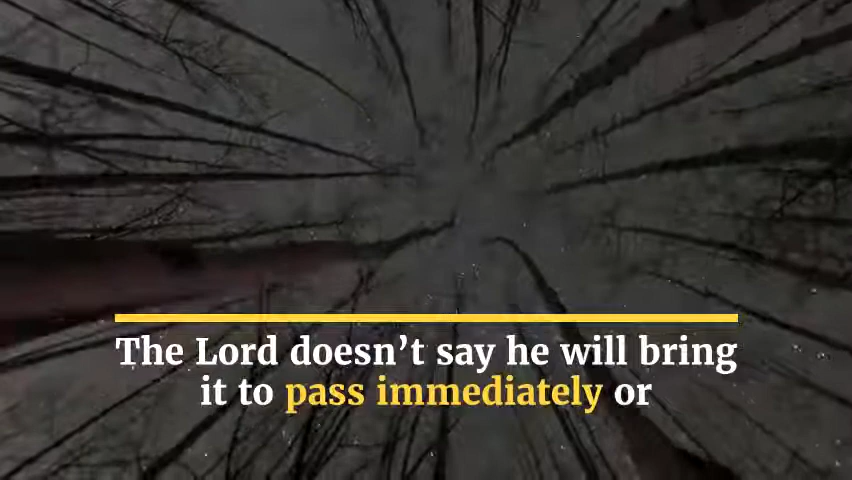 The Lord doesn’t say he will bring
it to pass immediately or